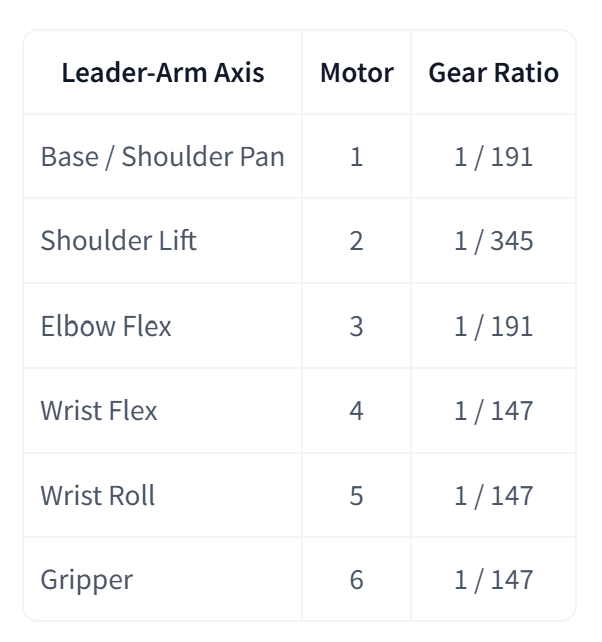 Leader-Arm Axis Motor Gear Ratio
Base / Shoulder Pan 1 1 / 191
Shoulder Lift 2 1 / 345
Elbow Flex 3 1 / 191
Wrist Flex 4 1 / 147
Wrist Roll 5 1 / 147
Gripper 6 1 / 147